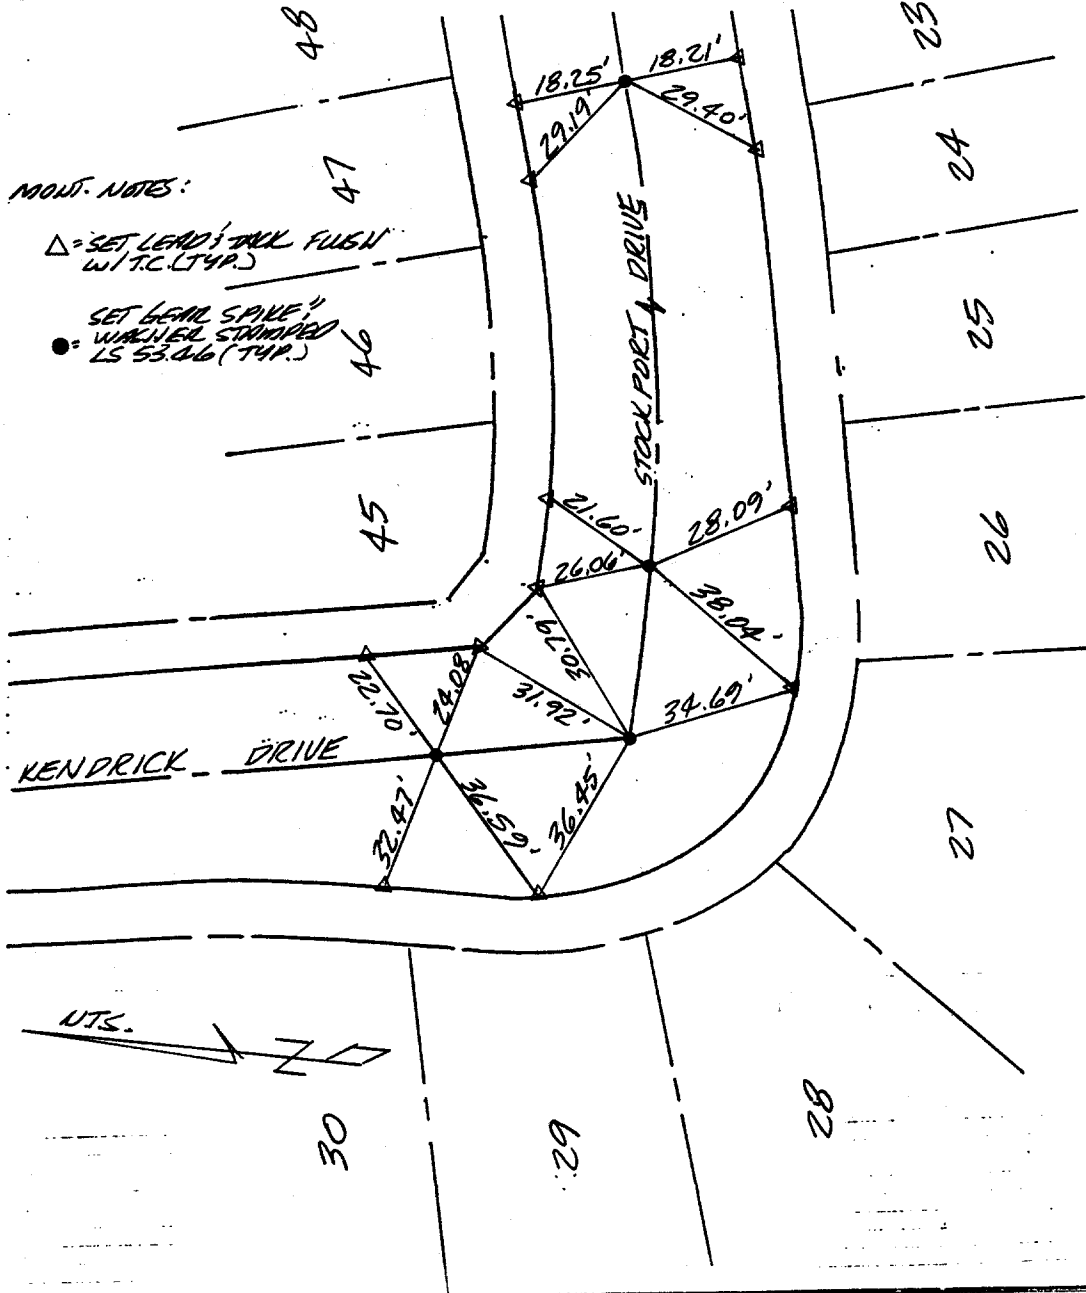 48
23
18.25'
18.21'
29.19'
29.40'
47
24
MONT. NOTES:
△ = SET LEAD & TACK FLUSH
W/ T.C. (TYP.)
STOCKPORT DRIVE
SET GEAR SPIKE &
● = WASHER STAMPED
LS 5346 (TYP.)
46
25
45
26
21.60'
28.09'
26.06'
38.04'
30.79'
22.70'
24.08'
31.92'
34.69'
KENDRICK DRIVE
32.47'
36.59'
36.45'
27
N.T.S.
N
30
29
28